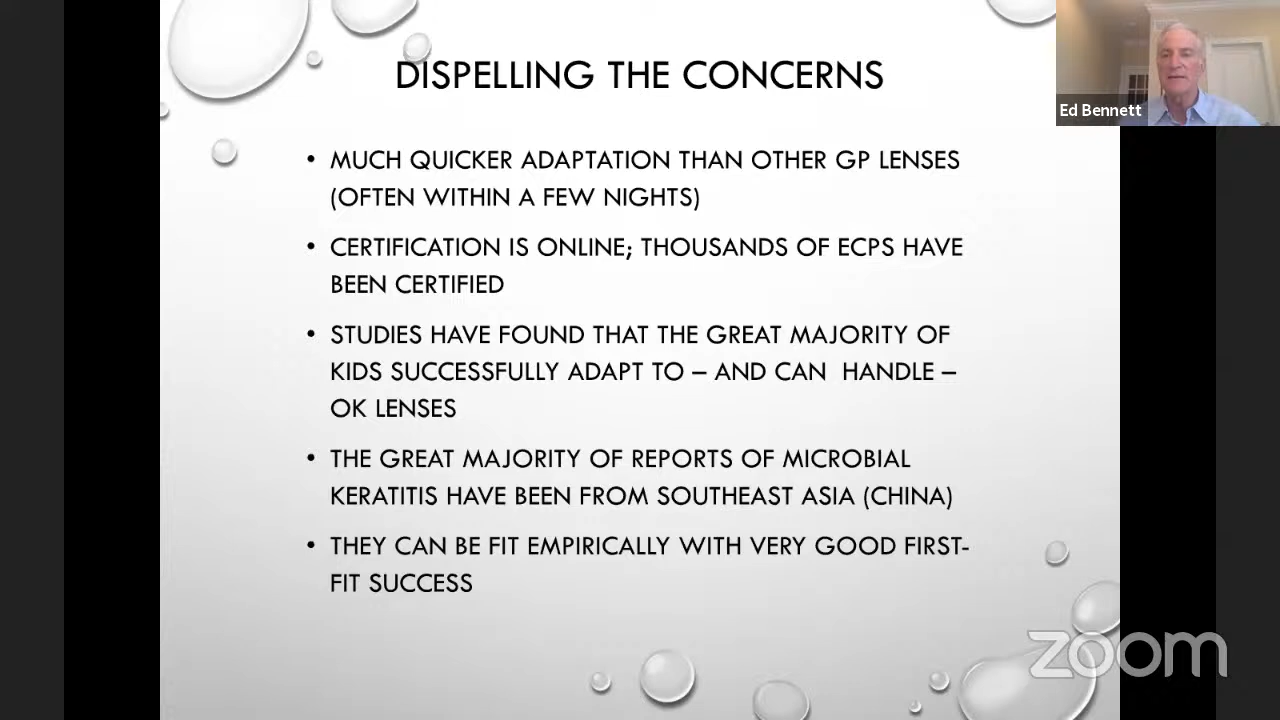 DISPELLING THE CONCERNS
Ed Bennett
• MUCH QUICKER ADAPTATION THAN OTHER GP LENSES
(OFTEN WITHIN A FEW NIGHTS)
• CERTIFICATION IS ONLINE; THOUSANDS OF ECPS HAVE
BEEN CERTIFIED
• STUDIES HAVE FOUND THAT THE GREAT MAJORITY OF
KIDS SUCCESSFULLY ADAPT TO – AND CAN HANDLE –
OK LENSES
• THE GREAT MAJORITY OF REPORTS OF MICROBIAL
KERATITIS HAVE BEEN FROM SOUTHEAST ASIA (CHINA)
• THEY CAN BE FIT EMPIRICALLY WITH VERY GOOD FIRST-
FIT SUCCESS
zoom